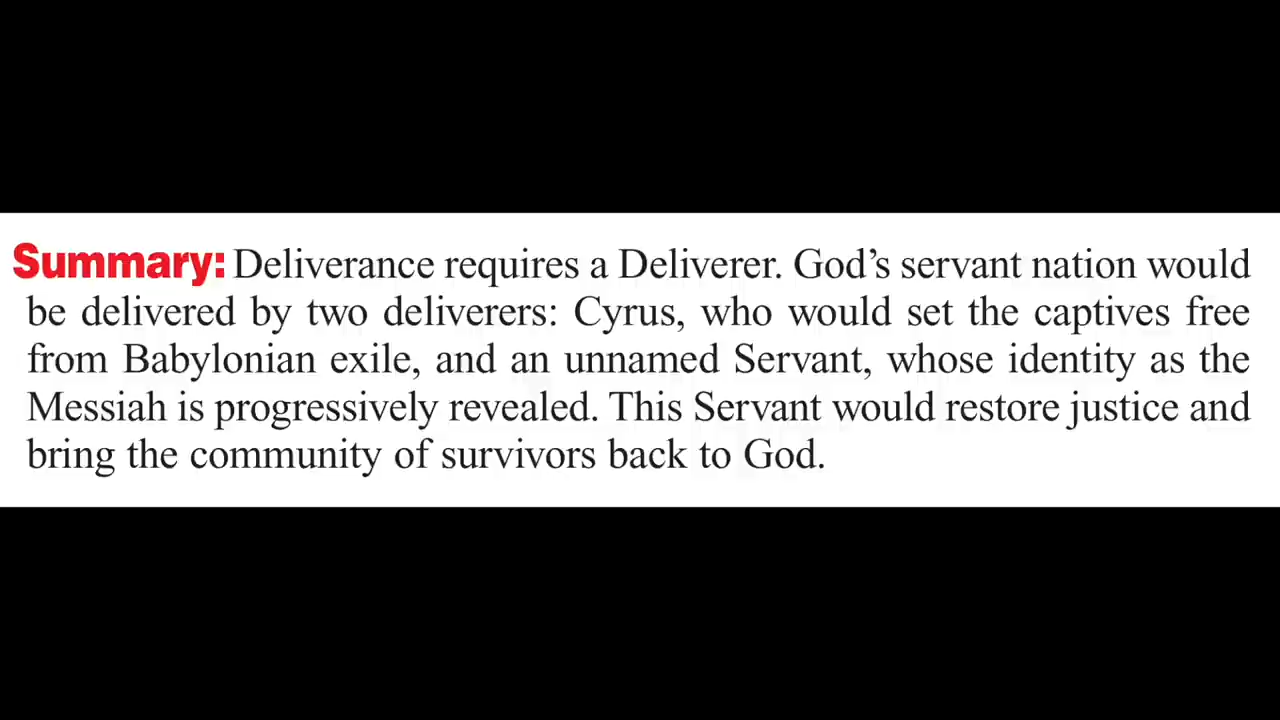 Summary: Deliverance requires a Deliverer. God’s servant nation would
be delivered by two deliverers: Cyrus, who would set the captives free
from Babylonian exile, and an unnamed Servant, whose identity as the
Messiah is progressively revealed. This Servant would restore justice and
bring the community of survivors back to God.